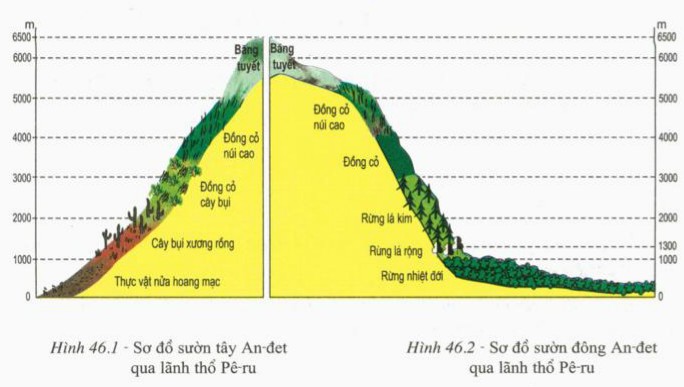 m
6500
6000
5000
4000
3000
2000
1000
0
Băng
tuyết
Đồng cỏ
núi cao
Đồng cỏ
cây bụi
Cây bụi xương rồng
Thực vật nửa hoang mạc
Băng
tuyết
Đồng cỏ
núi cao
Đồng cỏ
Rừng lá kim
Rừng lá rộng
Rừng nhiệt đới
m
6500
6000
5000
4000
3000
2000
1300
1000
0
Hình 46.1 - Sơ đồ sườn tây An-đet
qua lãnh thổ Pê-ru
Hình 46.2 - Sơ đồ sườn đông An-đet
qua lãnh thổ Pê-ru